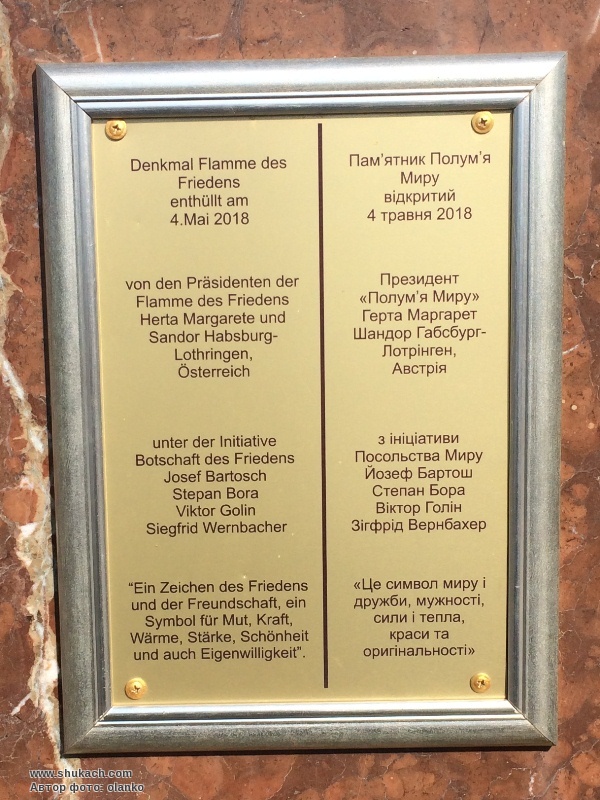 Denkmal Flamme des
Friedens
enthüllt am
4.Mai 2018
von den Präsidenten der
Flamme des Friedens
Herta Margarete und
Sandor Habsburg-
Lothringen,
Österreich
unter der Initiative
Botschaft des Friedens
Josef Bartosch
Stepan Bora
Viktor Golin
Siegfried Wernbacher
“Ein Zeichen des Friedens
und der Freundschaft, ein
Symbol für Mut, Kraft,
Wärme, Stärke, Schönheit
und auch Eigenwilligkeit”.
Пам’ятник Полум’я
Миру
відкритий
4 травня 2018
Президент
«Полум’я Миру»
Герта Маргарет
Шандор Габсбург-
Лотрінген,
Австрія
з ініціативи
Посольства Миру
Йозеф Бартош
Степан Бора
Віктор Голін
Зігфрід Вернбахер
«Це символ миру і
дружби, мужності,
сили і тепла,
краси та
оригінальності»
www.shukach.com
Автор фото: olanko